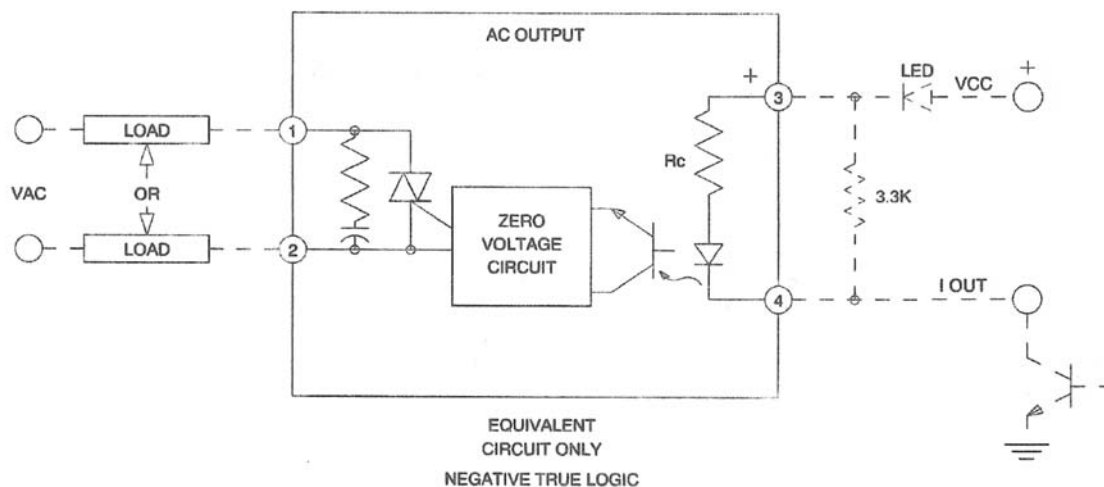 AC OUTPUT
LED
VCC
+
+
3
LOAD
1
Rc
VAC
OR
3.3K
ZERO
VOLTAGE
CIRCUIT
LOAD
2
4
I OUT
EQUIVALENT
CIRCUIT ONLY
NEGATIVE TRUE LOGIC